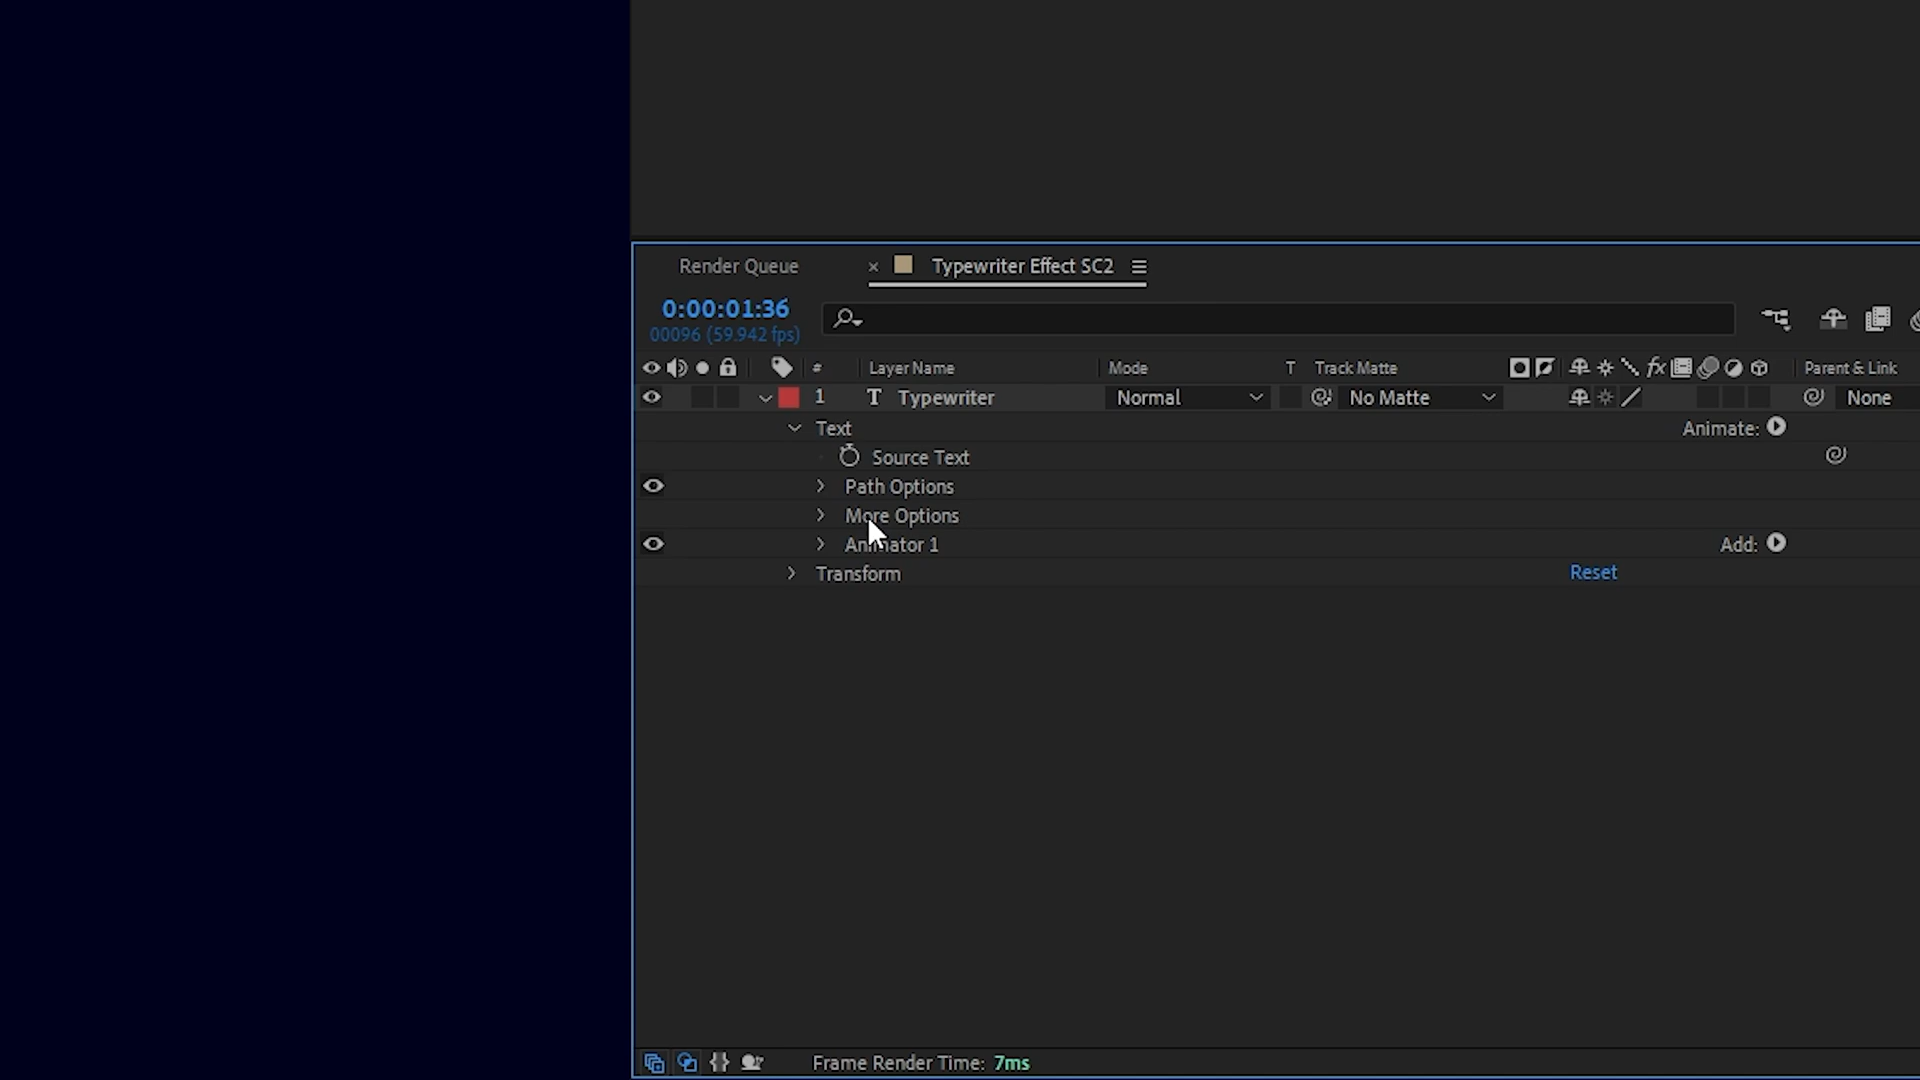 Render Queue × Typewriter Effect SC2
0:00:01:36
00096 (59.942 fps)
# Layer Name Mode T Track Matte fx Parent & Link
1 T Typewriter Normal No Matte None
Text Animate:
Source Text
Path Options
More Options
Animator 1 Add:
Transform Reset
Frame Render Time: 7ms